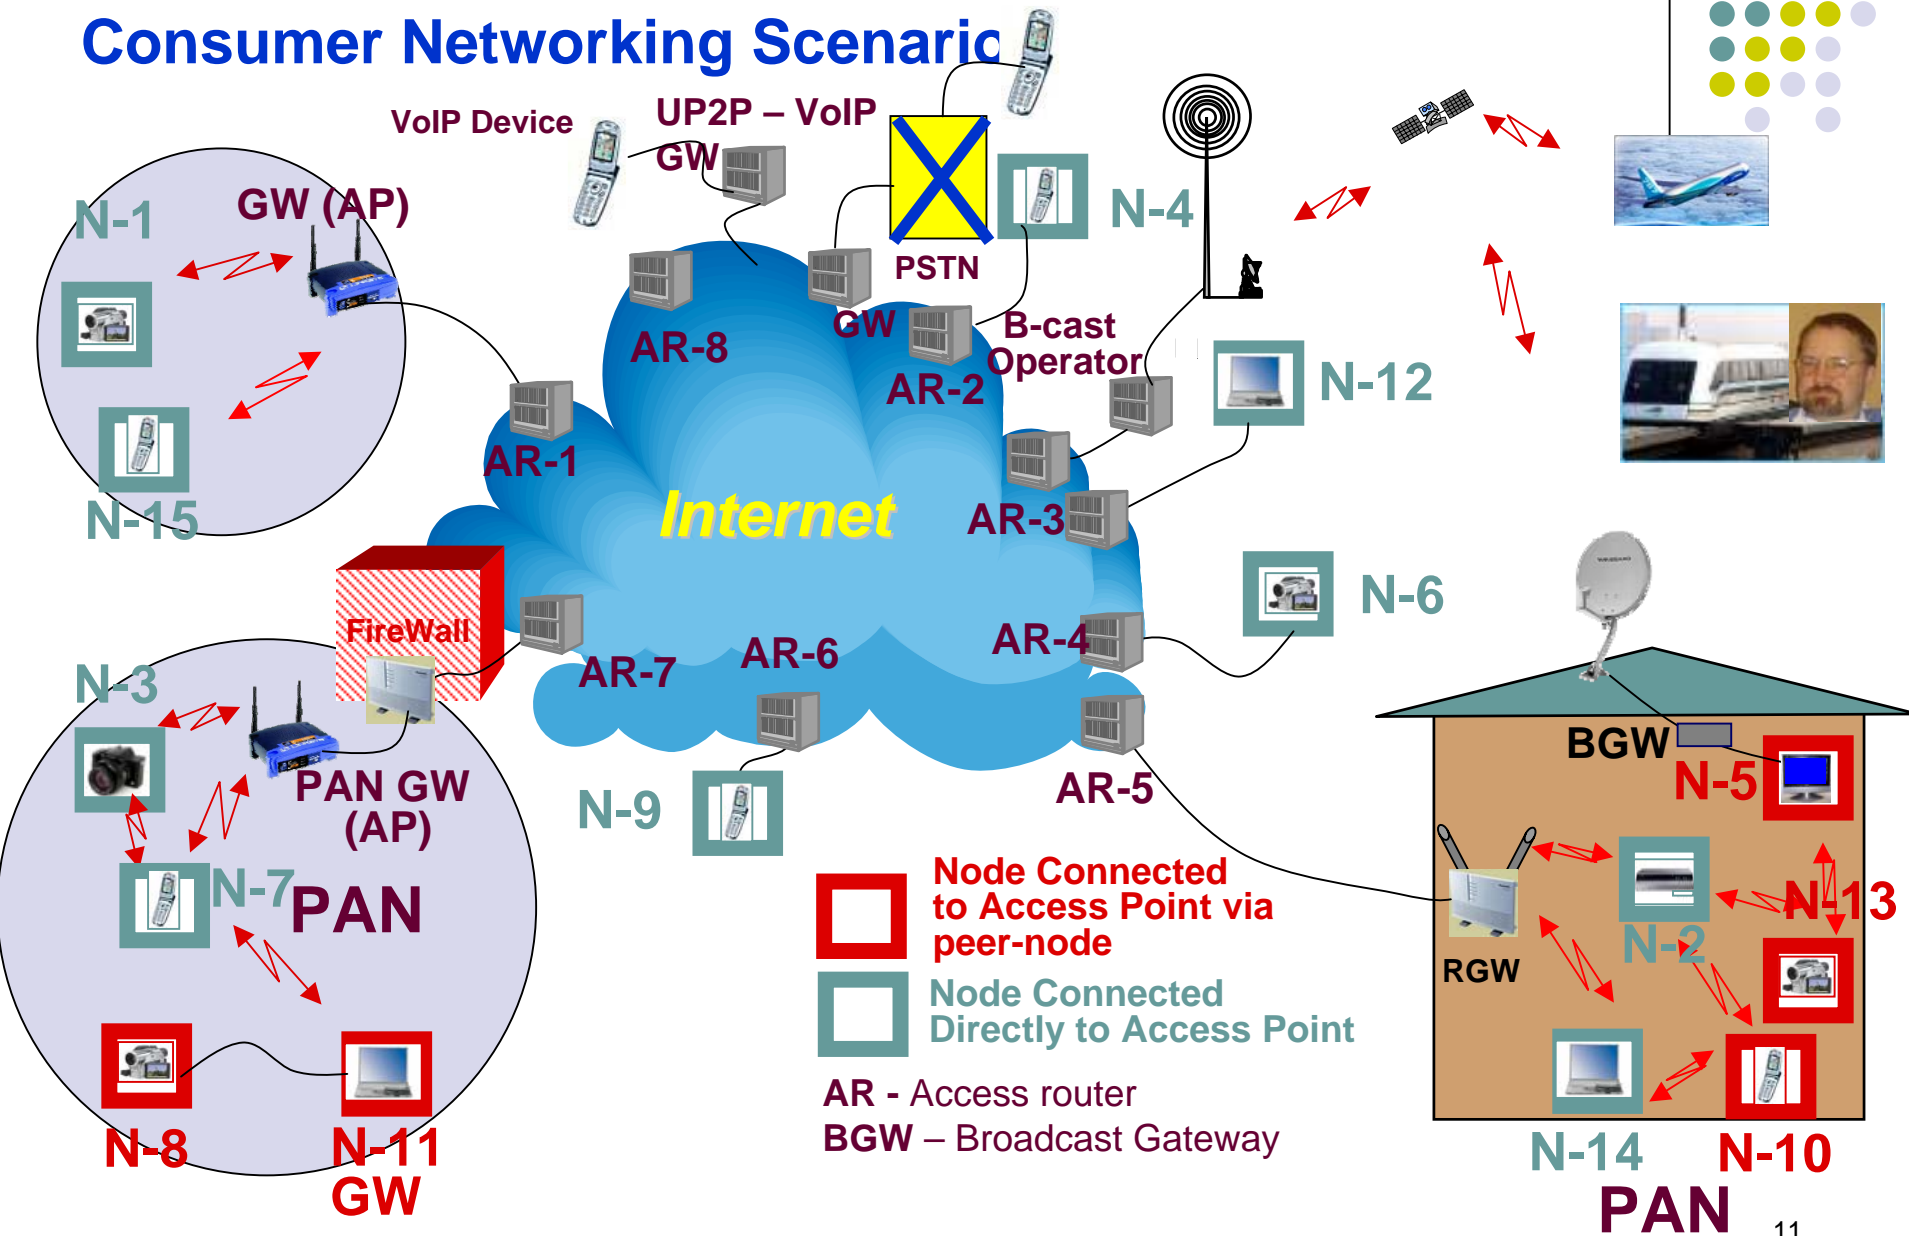 Consumer Networking Scenario
VoIP Device
UP2P – VoIP
GW
PSTN
N-4
N-1
GW (AP)
N-15
AR-8
GW
AR-2
B-cast
Operator
N-12
AR-1
Internet
AR-3
FireWall
AR-7
AR-6
AR-4
N-6
N-3
PAN GW
(AP)
N-7
PAN
N-9
AR-5
BGW
N-5
N-13
N-2
RGW
N-8
N-11
GW
N-14
N-10
PAN
Node Connected
to Access Point via
peer-node
Node Connected
Directly to Access Point
AR - Access router
BGW – Broadcast Gateway
11